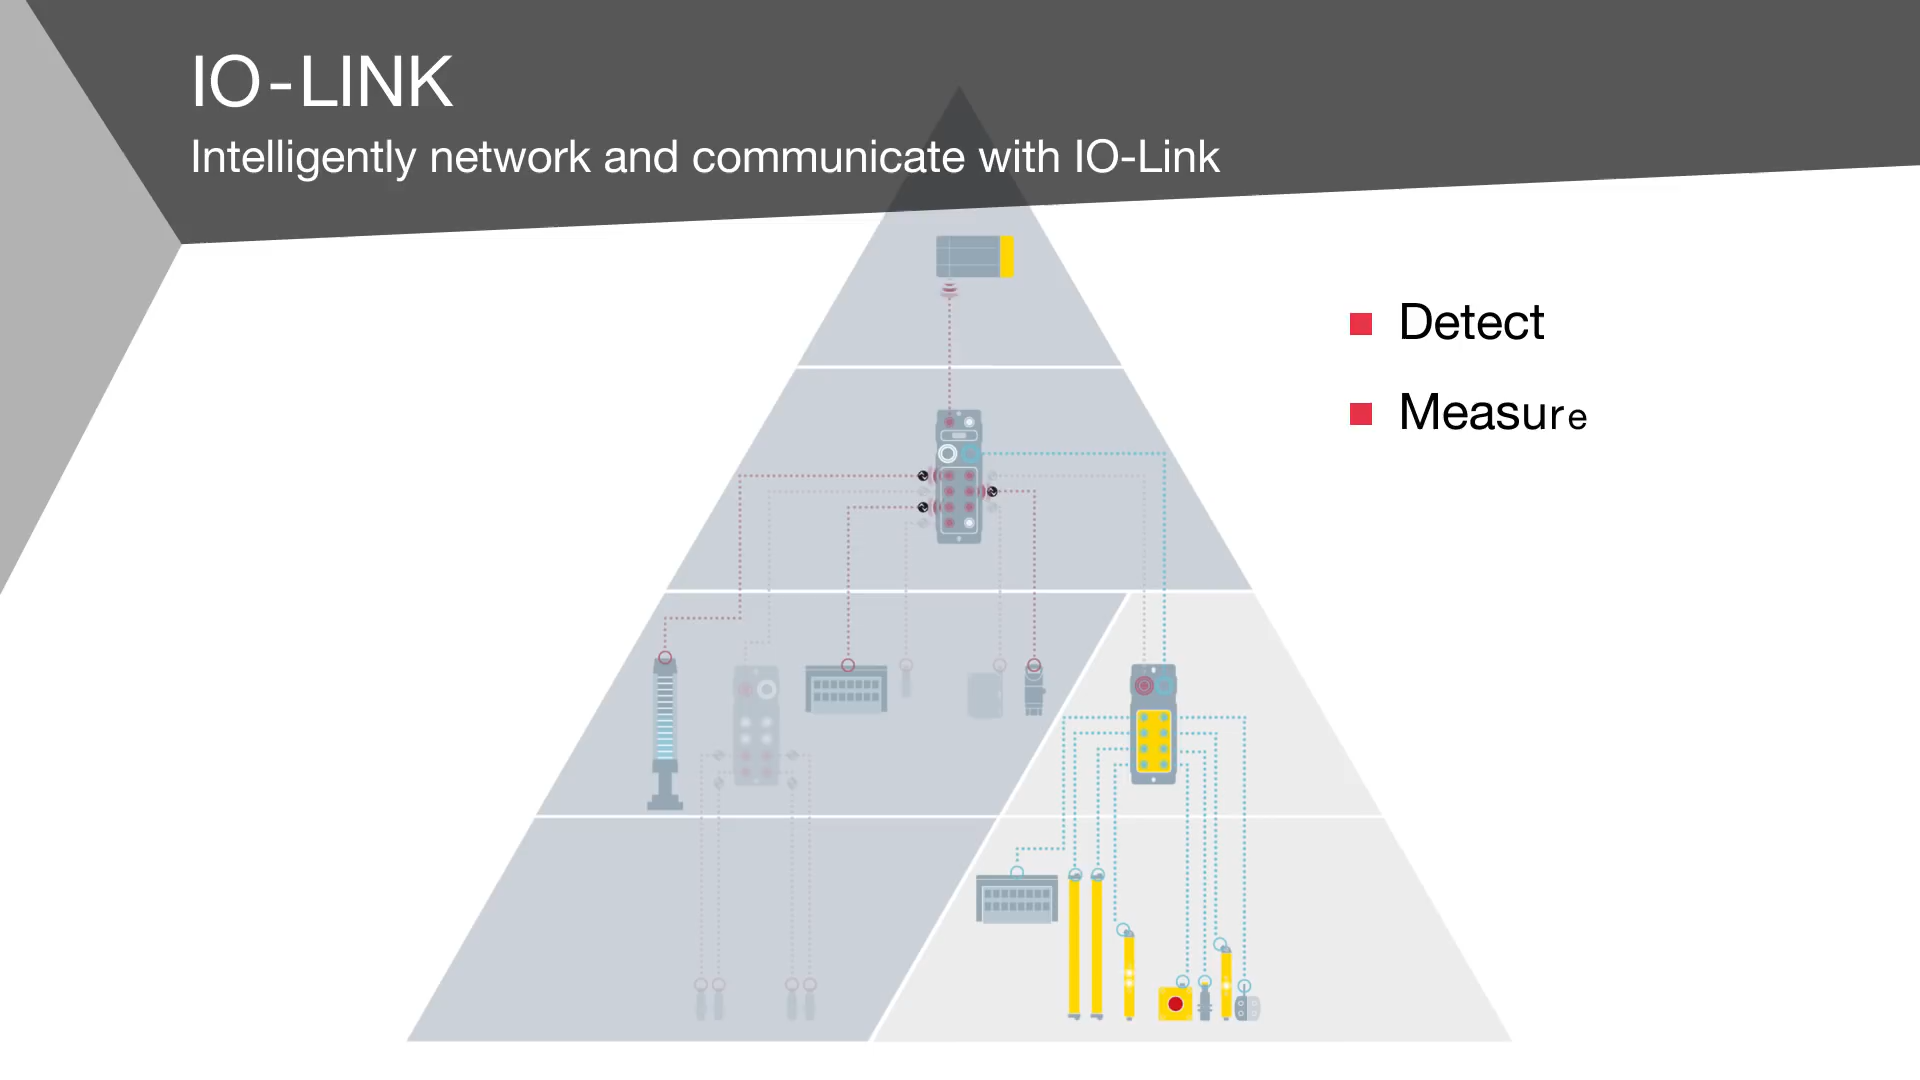 IO-LINK
Intelligently network and communicate with IO-Link
Detect
Measure